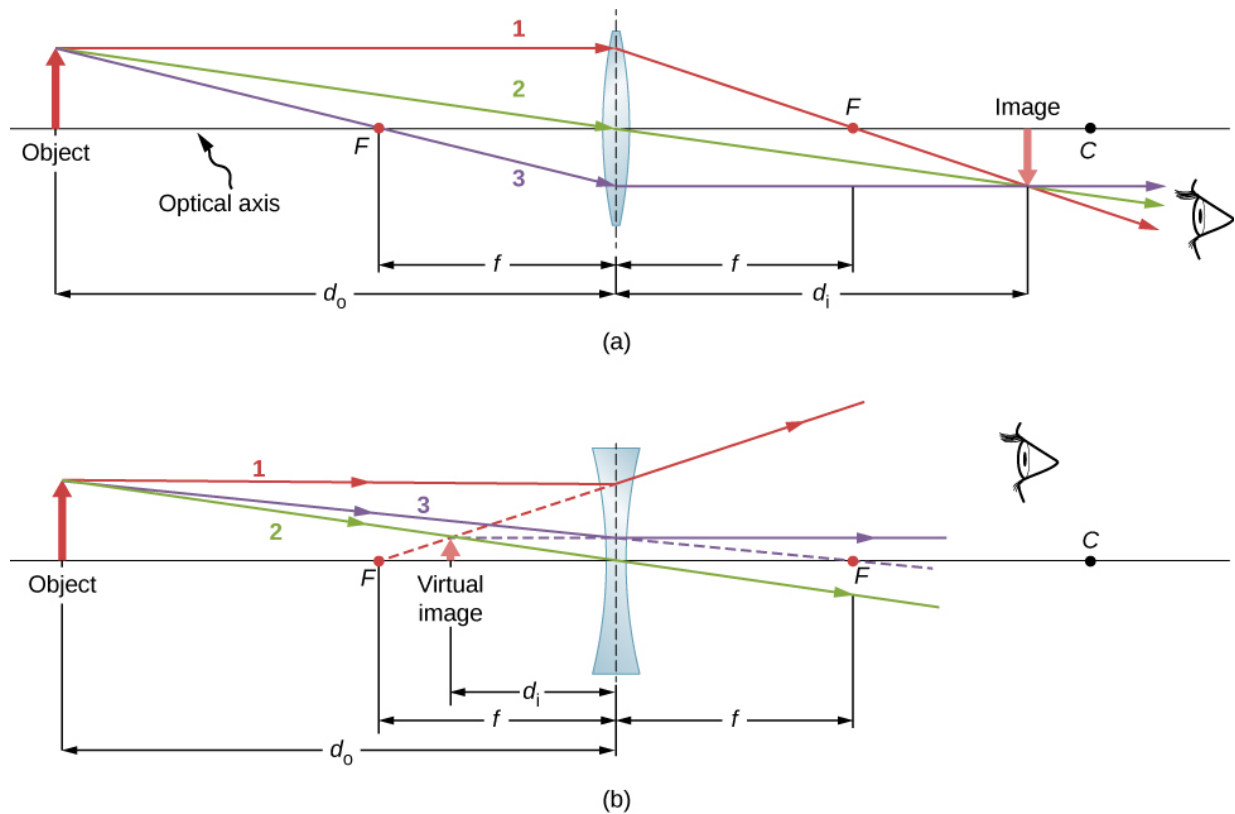 1
2
F
Image
Object
F
C
3
Optical axis
f
f
do
di
(a)
1
3
2
C
Object
F
Virtual
image
F
di
f
f
do
(b)